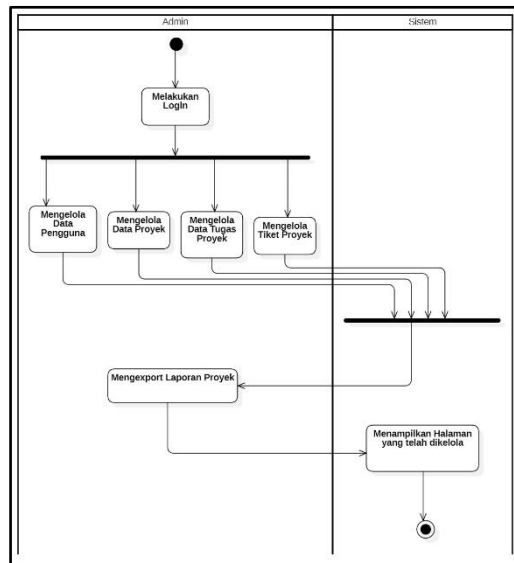 Admin
Sistem
Melakukan
Login
Mengelola
Data
Pengguna
Mengelola
Data Proyek
Mengelola
Data Tugas
Proyek
Mengelola
Tiket Proyek
Mengexport Laporan Proyek
Menampilkan Halaman
yang telah dikelola